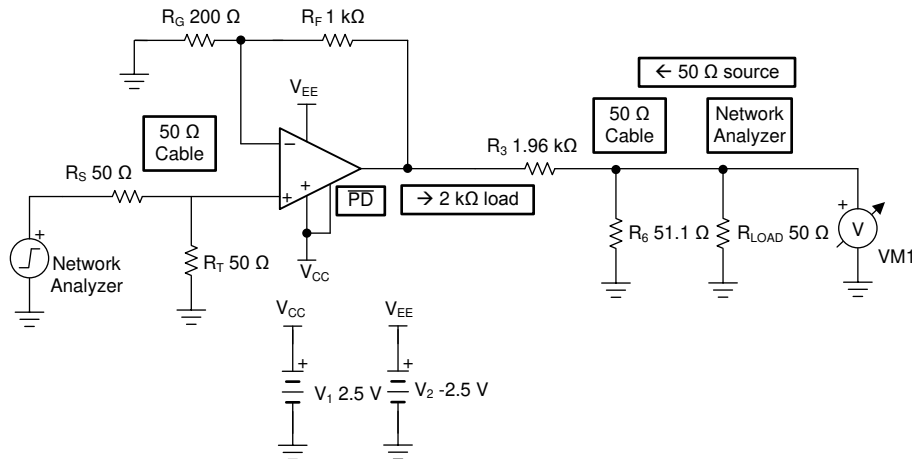 R_G 200 Ω
R_F 1 kΩ
V_EE
← 50 Ω source
50 Ω
Cable
50 Ω
Cable
Network
Analyzer
R_3 1.96 kΩ
R_S 50 Ω
PD
→ 2 kΩ load
R_T 50 Ω
Network
Analyzer
V_CC
R_6 51.1 Ω
R_LOAD 50 Ω
V
VM1
V_CC
V_EE
V_1 2.5 V
V_2 -2.5 V